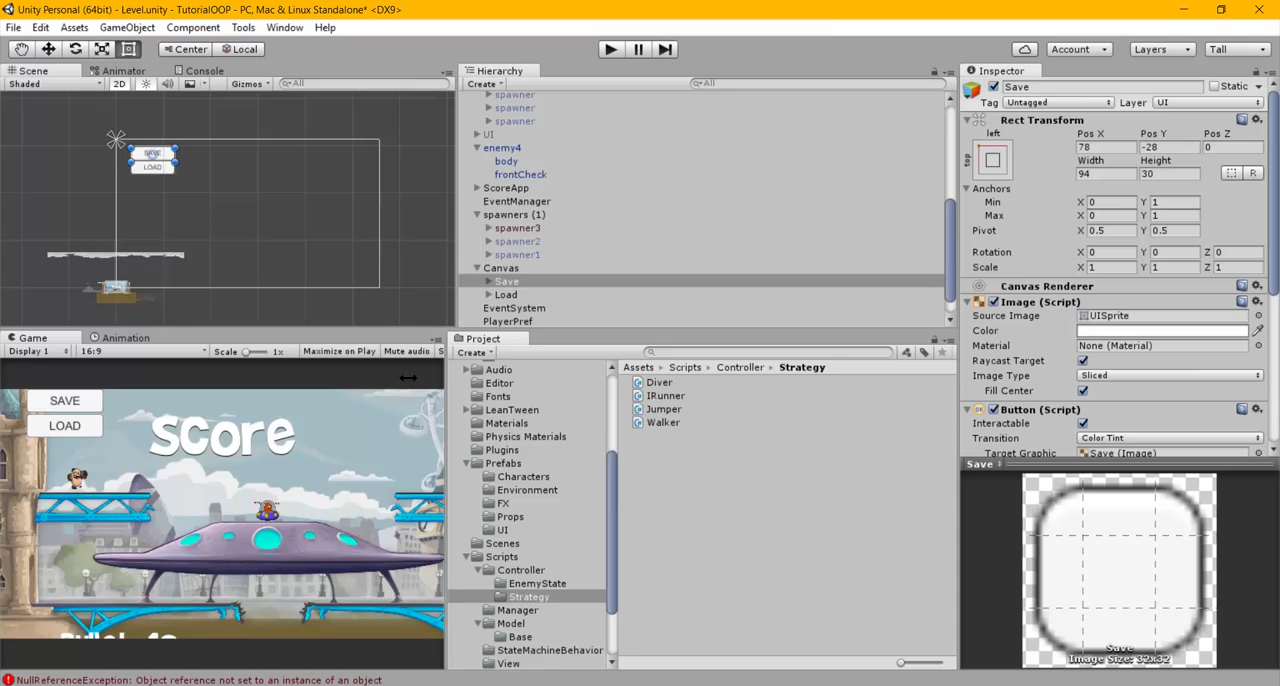 Unity Personal (64bit) - Level.unity - TutorialOOP - PC, Mac & Linux Standalone* <DX9>
File Edit Assets GameObject Component Tools Window Help
Center Local Account Layers Tall
Scene Animator Console
Shaded 2D Gizmos All
SAVE
LOAD
Game Animation
Display 1 16:9 Scale 1x Maximize on Play Mute audio S
SAVE
LOAD
score
Hierarchy
Create All
spawner
spawner
spawner
UI
enemy4
body
frontCheck
ScoreApp
EventManager
spawners (1)
spawner3
spawner2
spawner1
Canvas
Save
Load
EventSystem
PlayerPref
Project
Create
Audio
Editor
Fonts
LeanTween
Materials
Physics Materials
Plugins
Prefabs
Characters
Environment
FX
Props
UI
Scenes
Scripts
Controller
EnemyState
Strategy
Manager
Model
Base
StateMachineBehavior
View
Assets Scripts Controller Strategy
Diver
IRunner
Jumper
Walker
Inspector
Save Static
Tag Untagged Layer UI
Rect Transform
left Pos X Pos Y Pos Z
top 78 -28 0
Width Height
94 30 R
Anchors
Min X 0 Y 1
Max X 0 Y 1
Pivot X 0.5 Y 0.5
Rotation X 0 Y 0 Z 0
Scale X 1 Y 1 Z 1
Canvas Renderer
Image (Script)
Source Image UISprite
Color
Material None (Material)
Raycast Target
Image Type Sliced
Fill Center
Button (Script)
Interactable
Transition Color Tint
Target Graphic Save (Image)
Save
Save
Image Size: 32x32
NullReferenceException: Object reference not set to an instance of an object